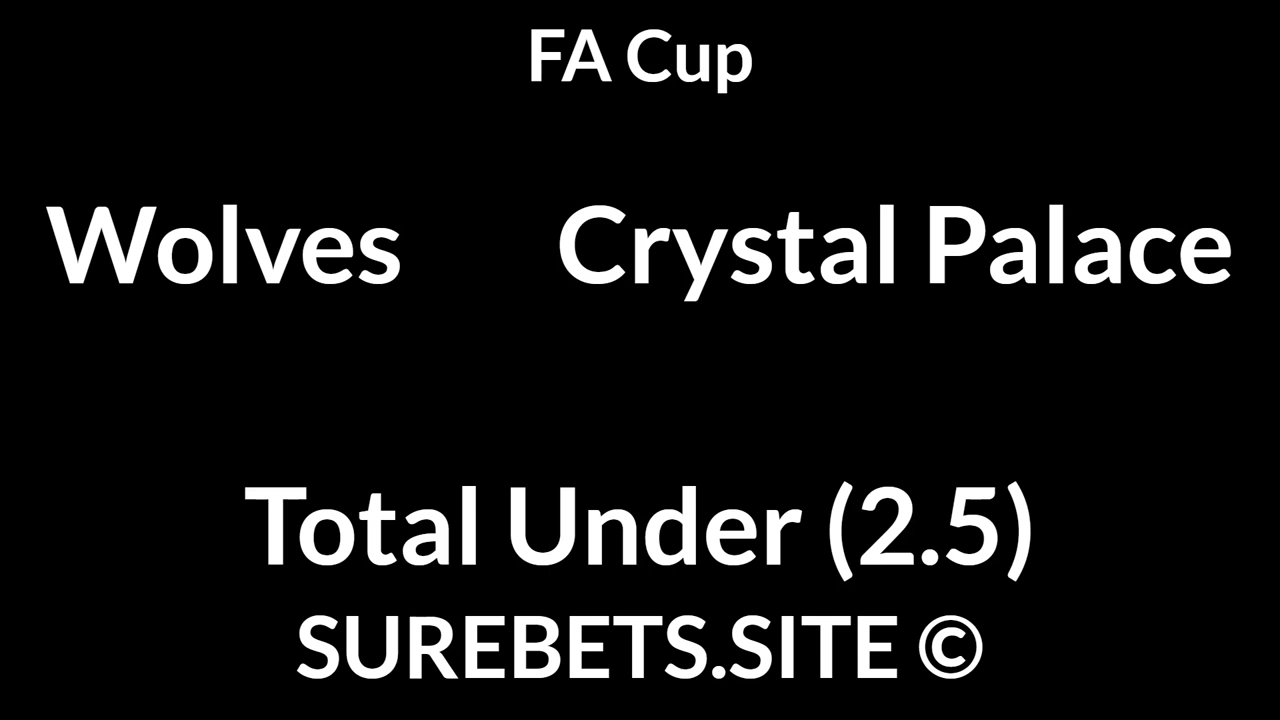 FA Cup
Wolves Crystal Palace
Total Under (2.5)
SUREBETS.SITE ©